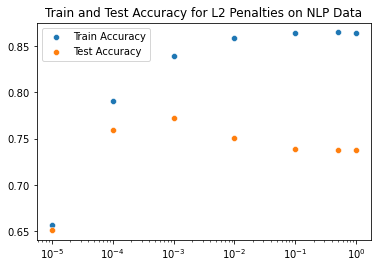 Train and Test Accuracy for L2 Penalties on NLP Data
Train Accuracy
Test Accuracy
0.85
0.80
0.75
0.70
0.65
10⁻⁵ 10⁻⁴ 10⁻³ 10⁻² 10⁻¹ 10⁰